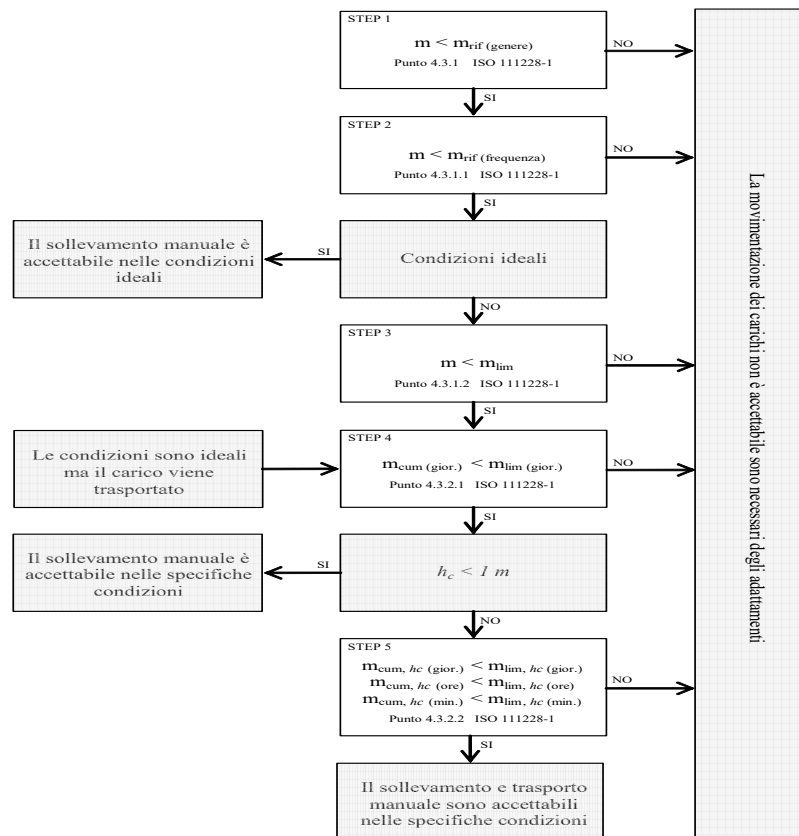 STEP 1
m < mrif (genere)
Punto 4.3.1 ISO 111228-1
NO
SI
STEP 2
m < mrif (frequenza)
Punto 4.3.1.1 ISO 111228-1
NO
SI
Il sollevamento manuale è
accettabile nelle condizioni
ideali
SI
Condizioni ideali
NO
STEP 3
m < mlim
Punto 4.3.1.2 ISO 111228-1
NO
SI
Le condizioni sono ideali
ma il carico viene
trasportato
STEP 4
mcum (gior.) < mlim (gior.)
Punto 4.3.2.1 ISO 111228-1
NO
SI
Il sollevamento manuale è
accettabile nelle specifiche
condizioni
SI
hc < 1 m
NO
STEP 5
mcum, hc (gior.) < mlim, hc (gior.)
mcum, hc (ore) < mlim, hc (ore)
mcum, hc (min.) < mlim, hc (min.)
Punto 4.3.2.2 ISO 111228-1
NO
SI
Il sollevamento e trasporto
manuale sono accettabili
nelle specifiche condizioni
La movimentazione dei carichi non è accettabile sono necessari degli adattamenti